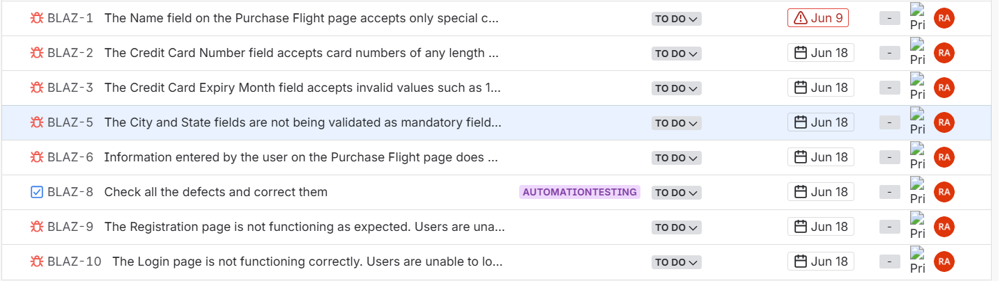 BLAZ-1 The Name field on the Purchase Flight page accepts only special c... TO DO Jun 9 - Pri RA
BLAZ-2 The Credit Card Number field accepts card numbers of any length ... TO DO Jun 18 - Pri RA
BLAZ-3 The Credit Card Expiry Month field accepts invalid values such as 1... TO DO Jun 18 - Pri RA
BLAZ-5 The City and State fields are not being validated as mandatory field... TO DO Jun 18 - Pri RA
BLAZ-6 Information entered by the user on the Purchase Flight page does ... TO DO Jun 18 - Pri RA
BLAZ-8 Check all the defects and correct them AUTOMATIONTESTING TO DO Jun 18 - Pri RA
BLAZ-9 The Registration page is not functioning as expected. Users are una... TO DO Jun 18 - Pri RA
BLAZ-10 The Login page is not functioning correctly. Users are unable to lo... TO DO Jun 18 - Pri RA